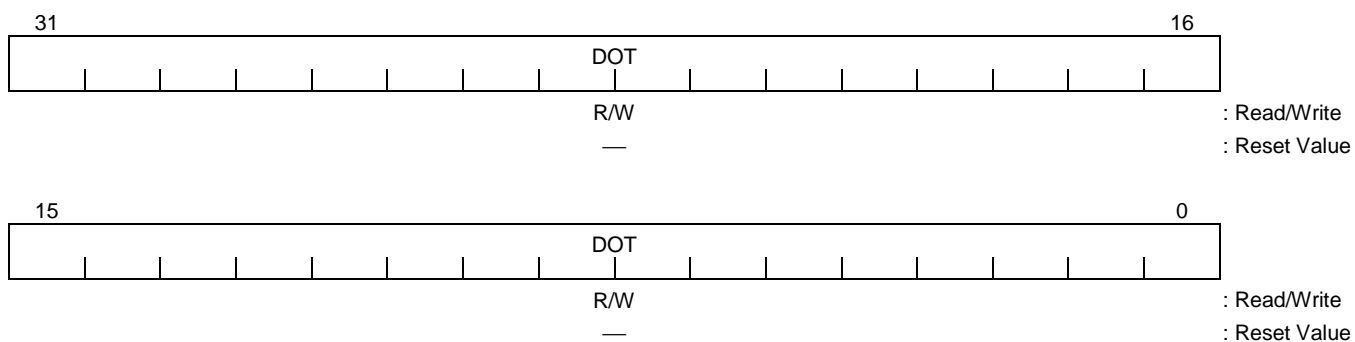 31 16
DOT
R/W : Read/Write
— : Reset Value
15 0
DOT
R/W : Read/Write
— : Reset Value